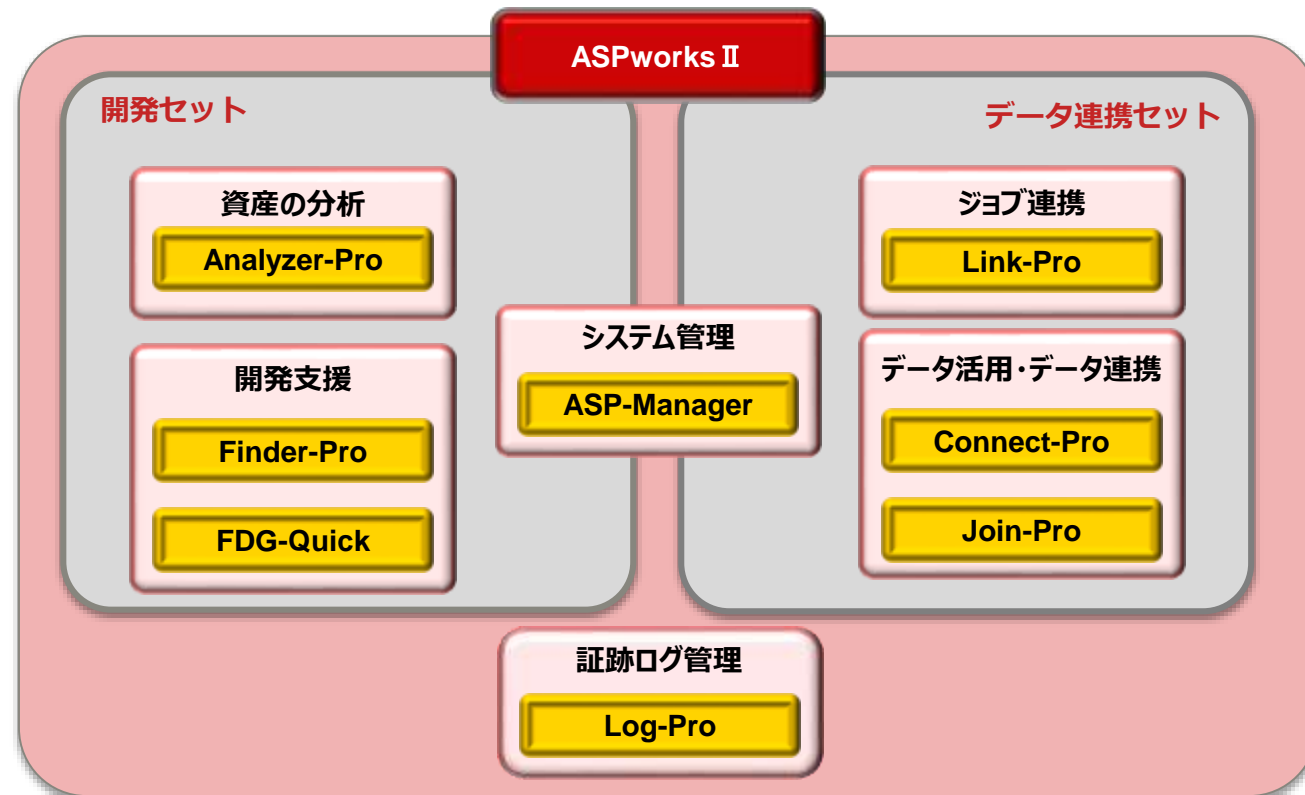 ASPworksⅡ
開発セット
資産の分析
Analyzer-Pro
開発支援
Finder-Pro
FDG-Quick
システム管理
ASP-Manager
データ連携セット
ジョブ連携
Link-Pro
データ活用・データ連携
Connect-Pro
Join-Pro
証跡ログ管理
Log-Pro